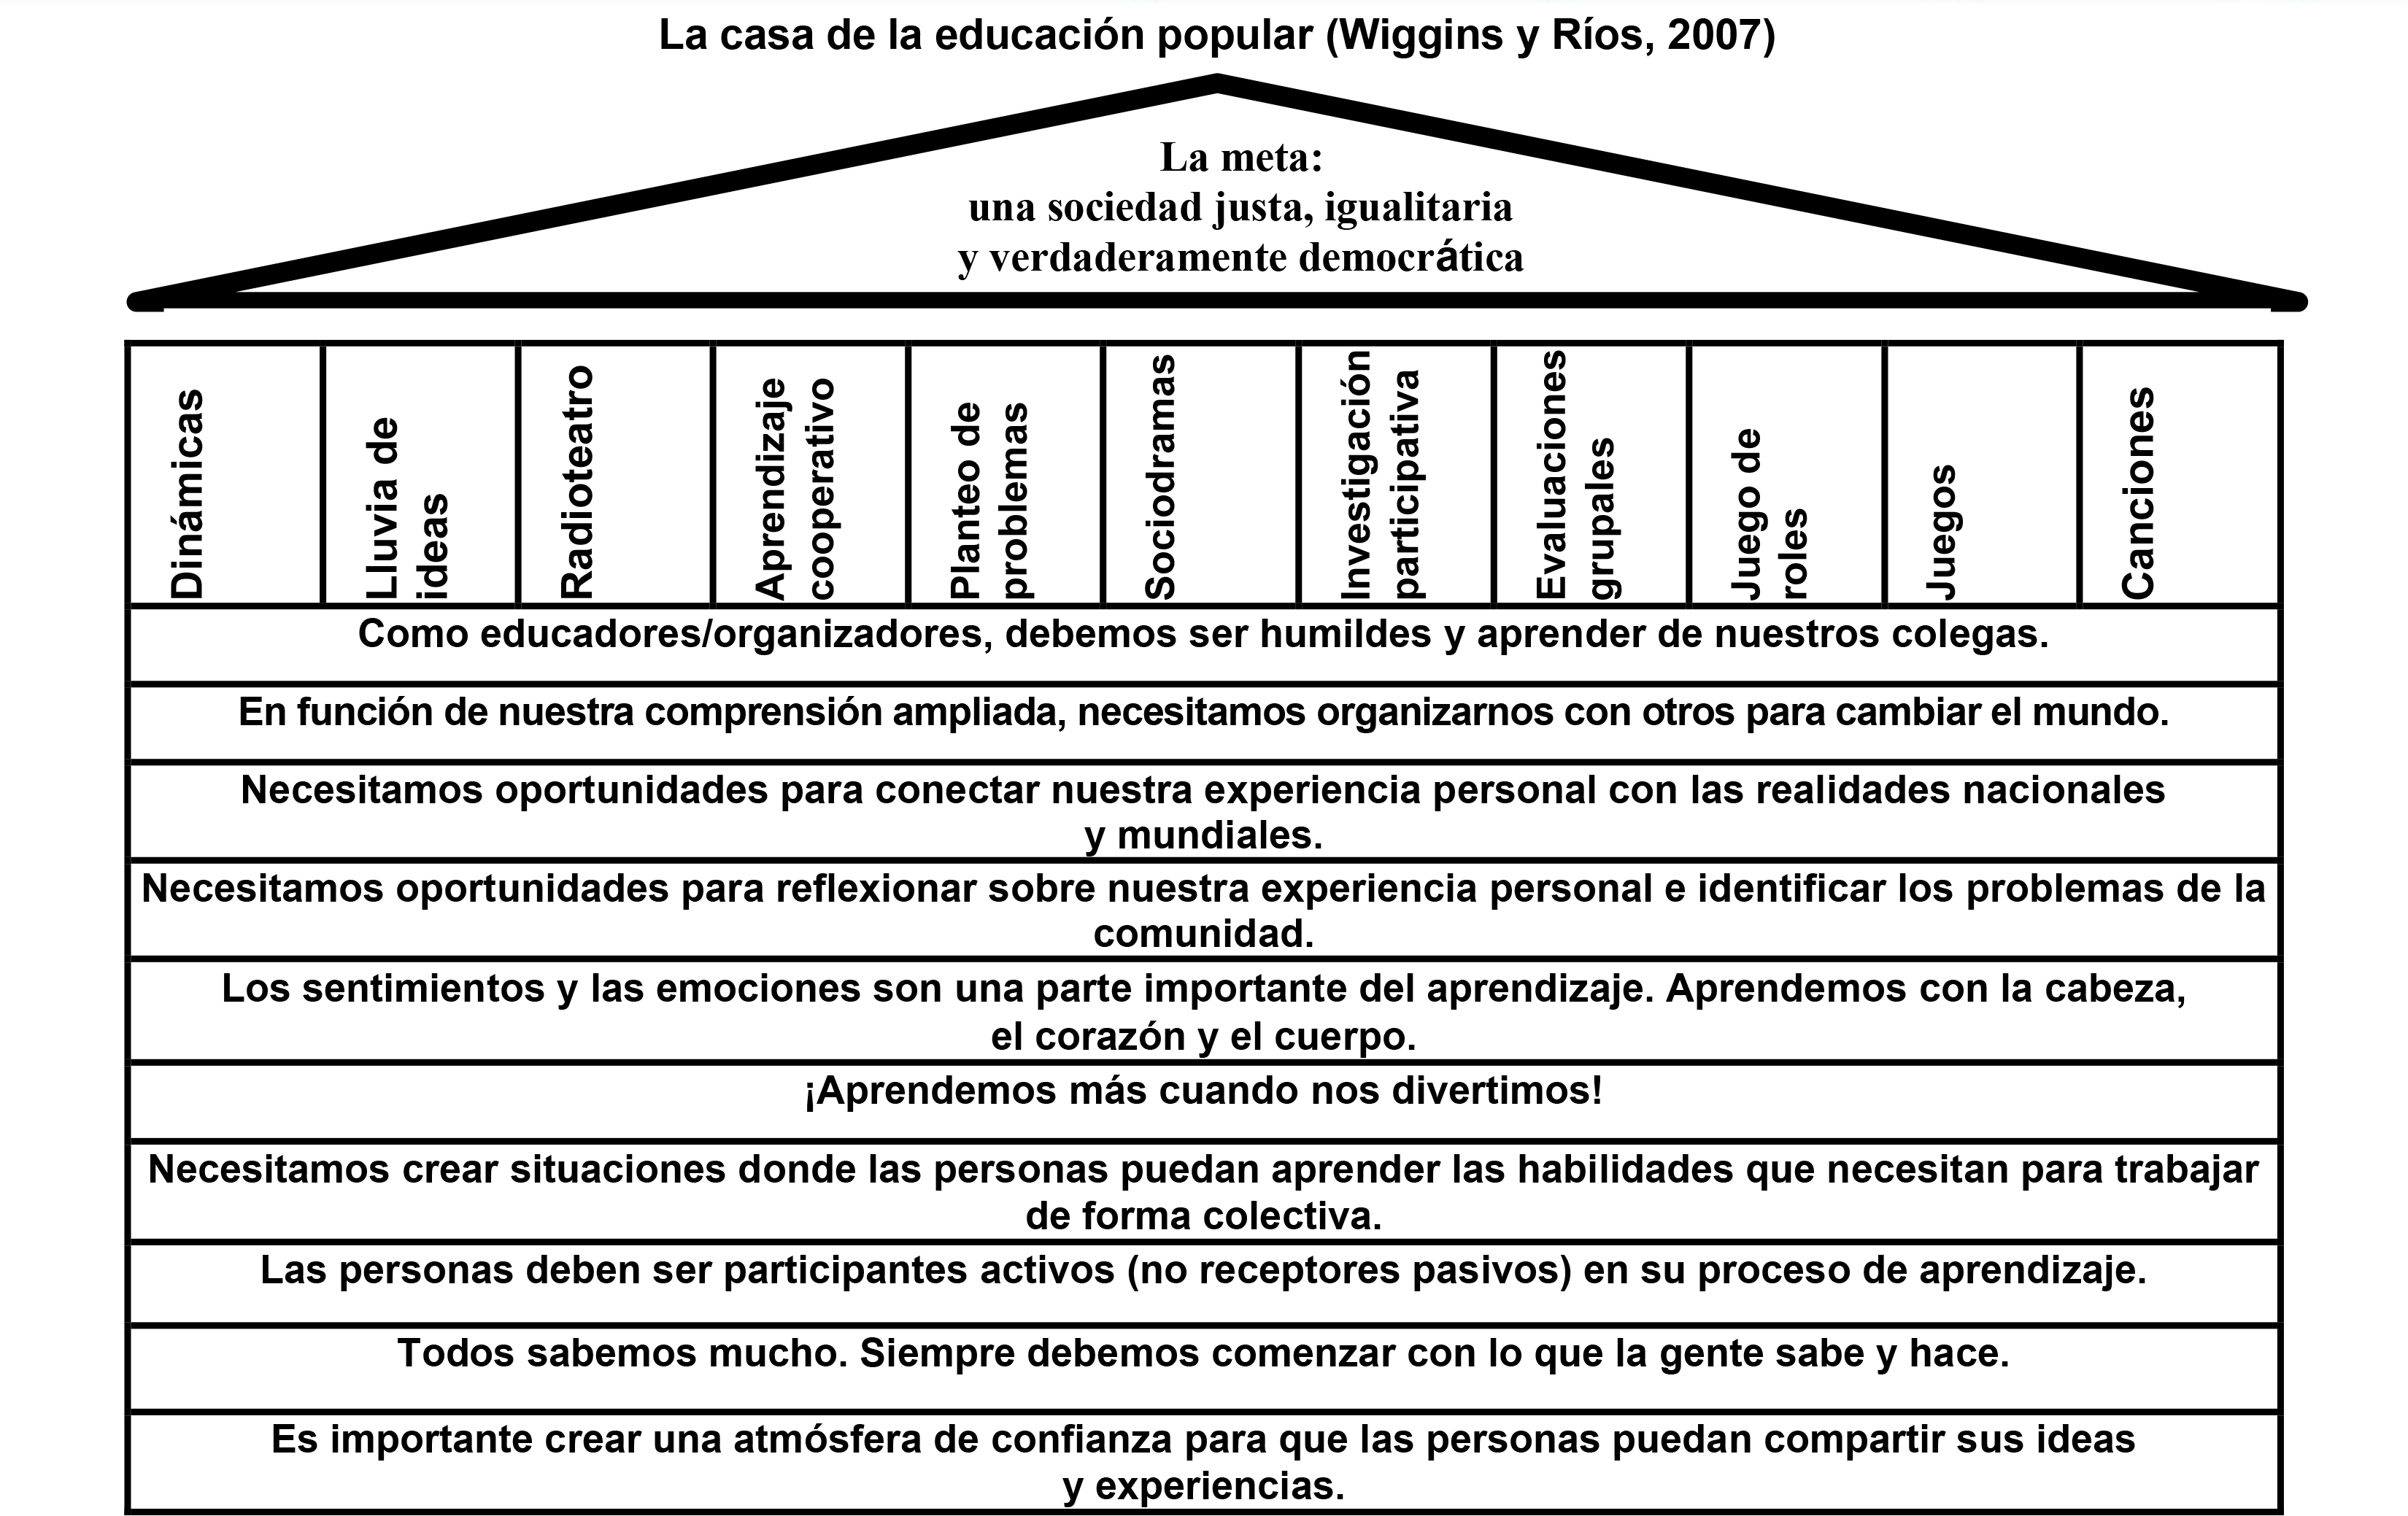 La casa de la educación popular (Wiggins y Ríos, 2007)
La meta:
una sociedad justa, igualitaria
y verdaderamente democrática
Dinámicas
Lluvia de
ideas
Radioteatro
Aprendizaje
cooperativo
Planteo de
problemas
Sociodramas
Investigación
participativa
Evaluaciones
grupales
Juego de
roles
Juegos
Canciones
Como educadores/organizadores, debemos ser humildes y aprender de nuestros colegas.
En función de nuestra comprensión ampliada, necesitamos organizarnos con otros para cambiar el mundo.
Necesitamos oportunidades para conectar nuestra experiencia personal con las realidades nacionales
y mundiales.
Necesitamos oportunidades para reflexionar sobre nuestra experiencia personal e identificar los problemas de la
comunidad.
Los sentimientos y las emociones son una parte importante del aprendizaje. Aprendemos con la cabeza,
el corazón y el cuerpo.
¡Aprendemos más cuando nos divertimos!
Necesitamos crear situaciones donde las personas puedan aprender las habilidades que necesitan para trabajar
de forma colectiva.
Las personas deben ser participantes activos (no receptores pasivos) en su proceso de aprendizaje.
Todos sabemos mucho. Siempre debemos comenzar con lo que la gente sabe y hace.
Es importante crear una atmósfera de confianza para que las personas puedan compartir sus ideas
y experiencias.